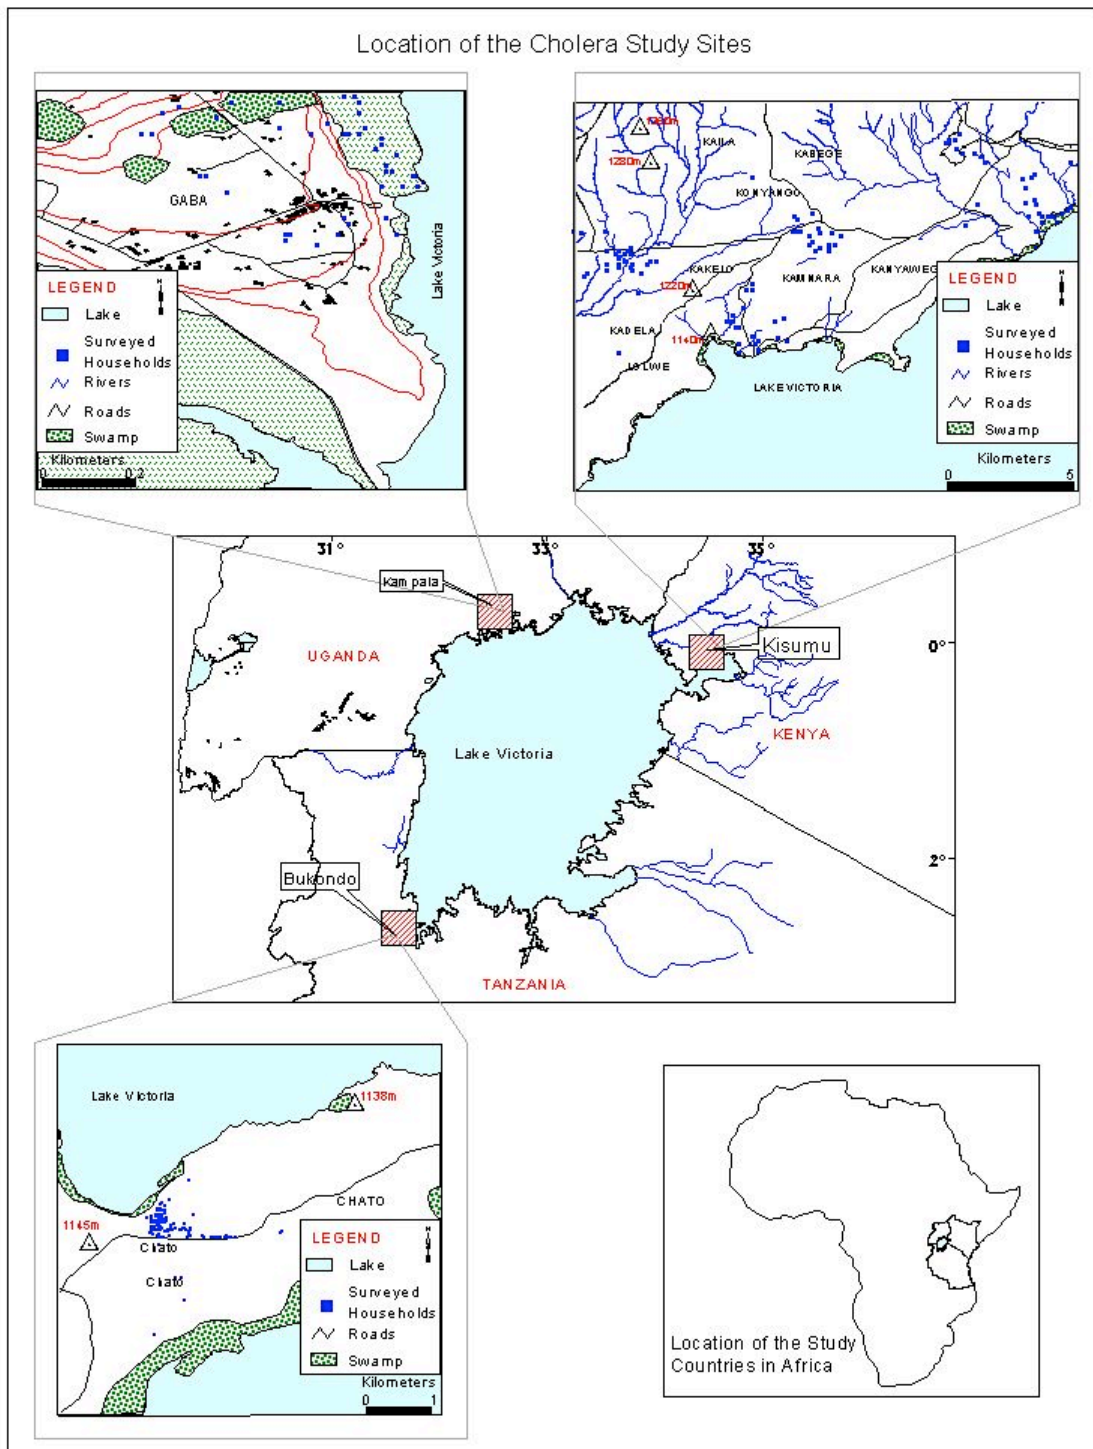 Location of the Cholera Study Sites
GABA
Lake Victoria
LEGEND
N
Lake
Surveyed
Households
Rivers
Roads
Swamp
Kilometers
0 0.2
1280m
KAILA
KABEGE
KONYANGO
KAKELO
1220m
KAMNARA
KADELA
1140m
LOLWE
LAKE VICTORIA
LEGEND
N
Lake
Surveyed
Households
Rivers
Roads
Swamp
Kilometers
0 5
31° 33° 35°
Kampala
UGANDA
Kisumu
0°
KENYA
Lake Victoria
2°
Bukondo
TANZANIA
Lake Victoria
1138m
CHATO
1145m
Chato
Chato
LEGEND
N
Lake
Surveyed
Households
Roads
Swamp
Kilometers
0 1
Location of the Study
Countries in Africa